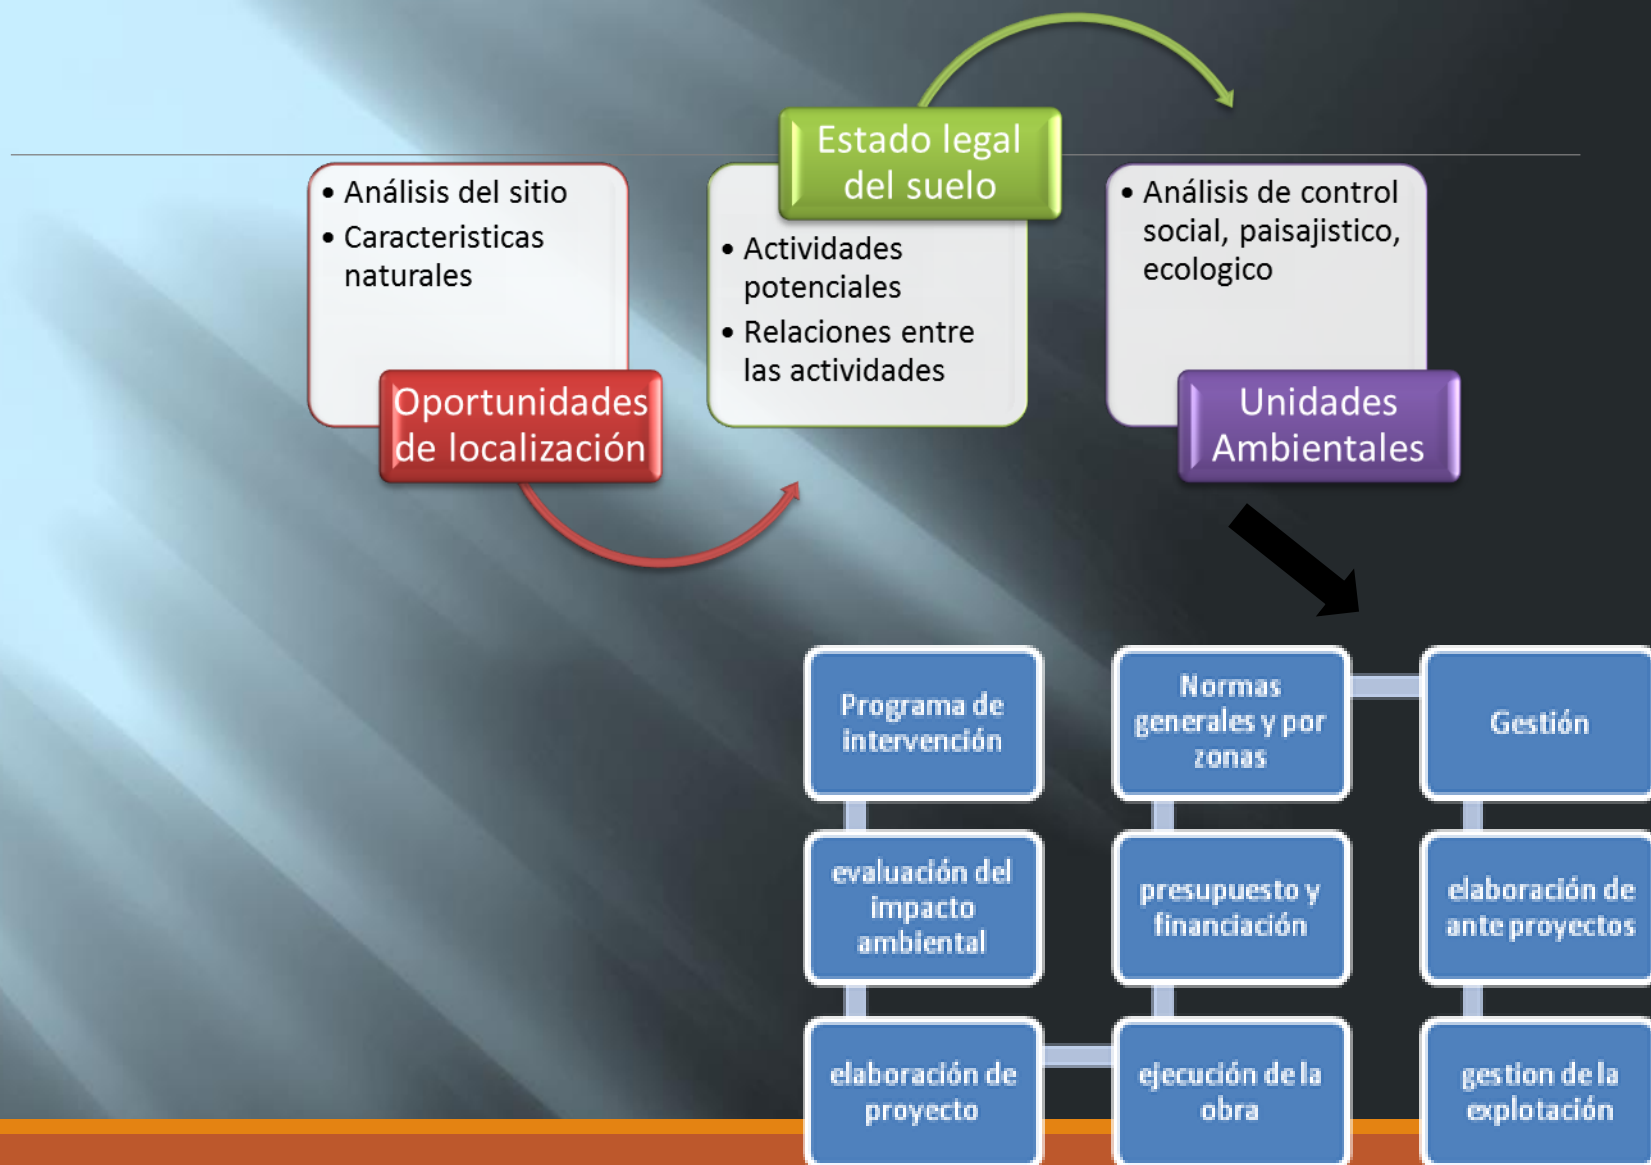 • Análisis del sitio
• Caracteristicas
naturales
Oportunidades
de localización
Estado legal
del suelo
• Actividades
potenciales
• Relaciones entre
las actividades
• Análisis de control
social, paisajistico,
ecologico
Unidades
Ambientales
Programa de
intervención
evaluación del
impacto
ambiental
elaboración de
proyecto
ejecución de la
obra
presupuesto y
financiación
Normas
generales y por
zonas
Gestión
elaboración de
ante proyectos
gestion de la
explotación